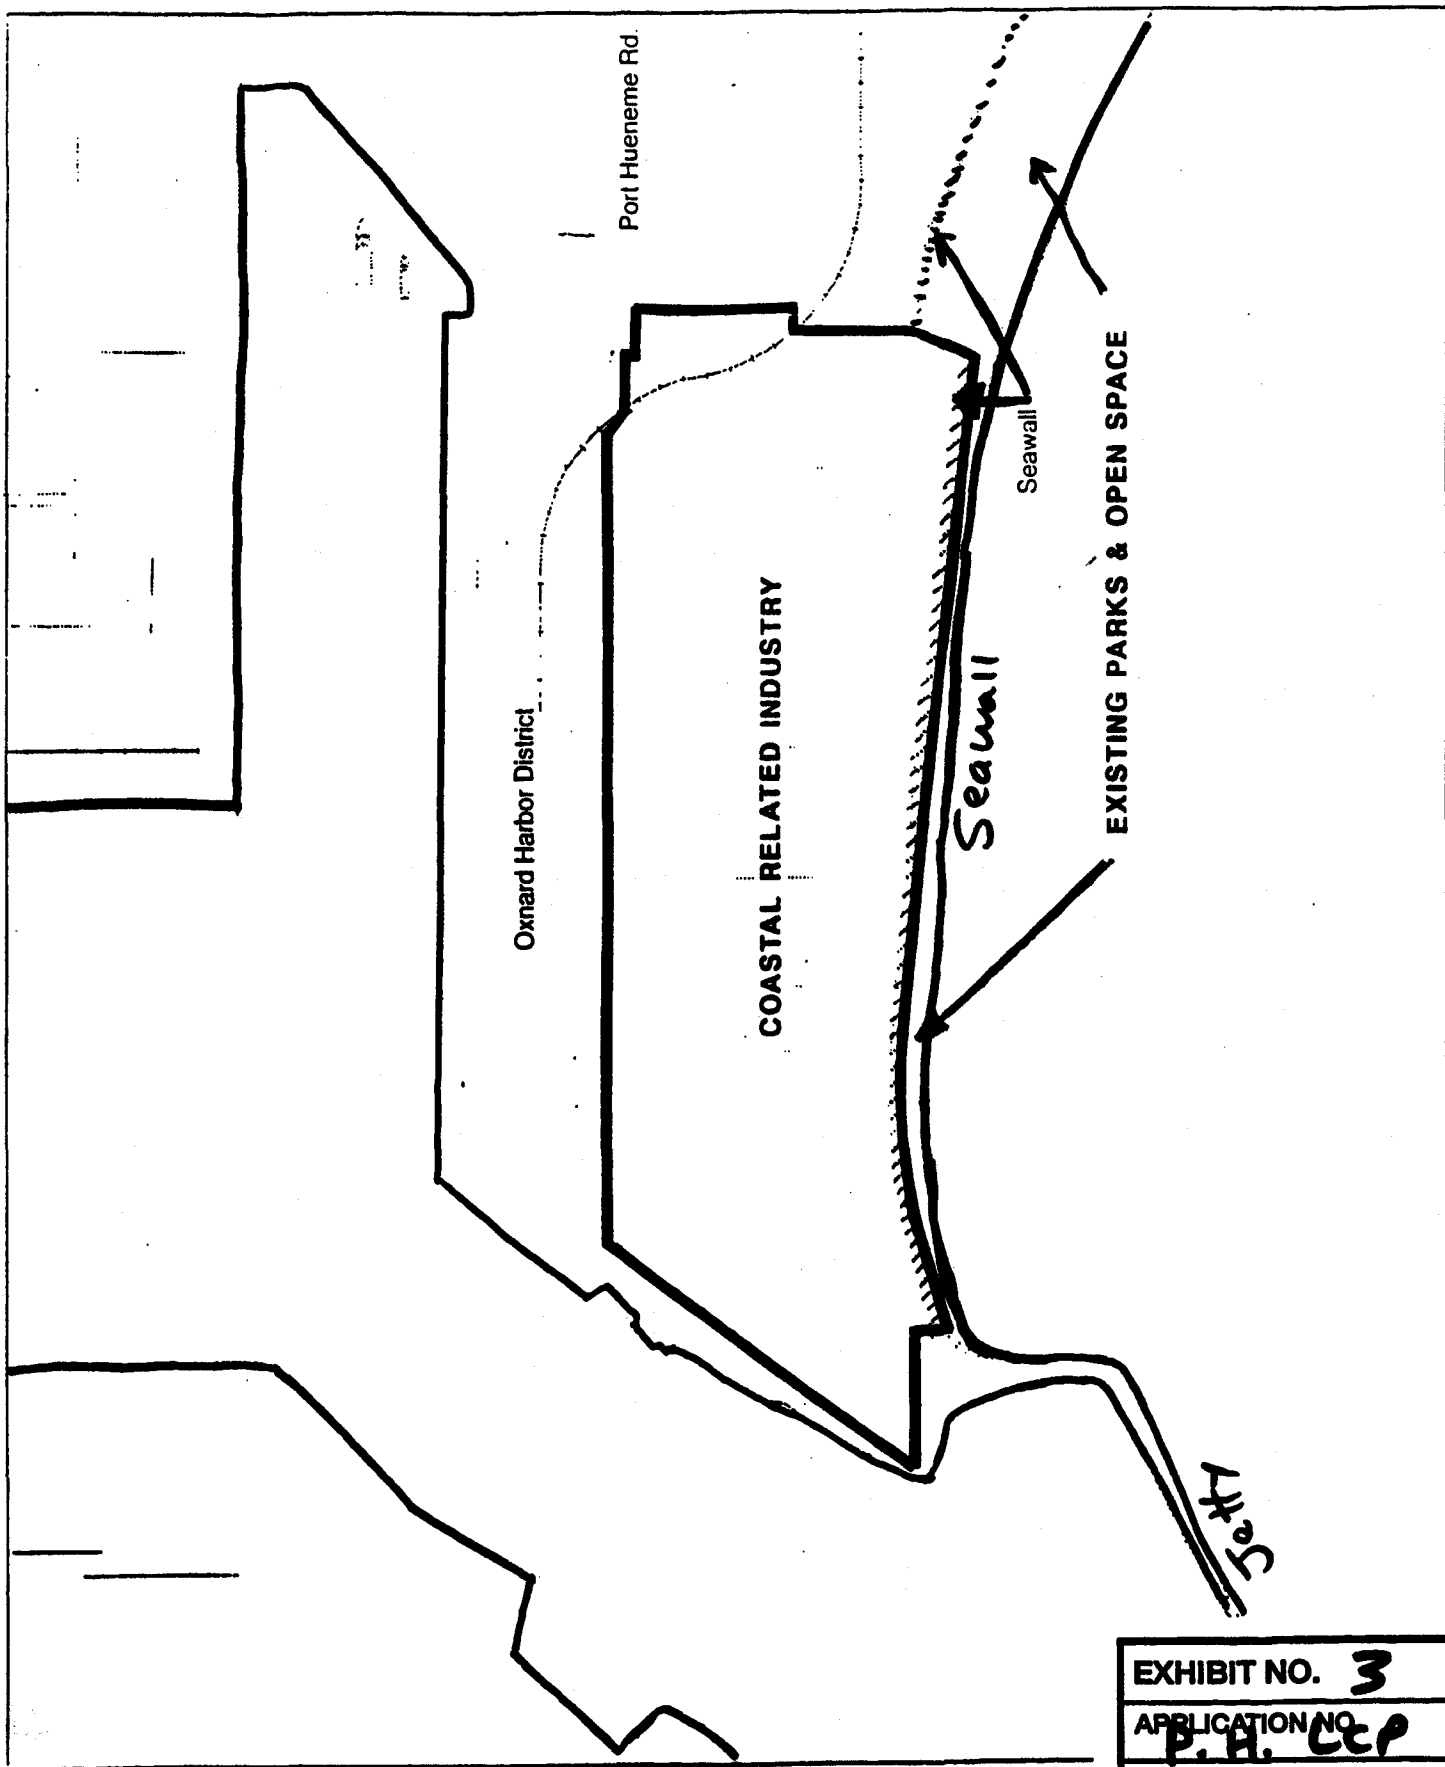 Port Hueneme Rd.
Oxnard Harbor District
COASTAL RELATED INDUSTRY
Seawall
Seawall
EXISTING PARKS & OPEN SPACE
Jetty
EXHIBIT NO. 3
APPLICATION NO.
P. H. LCP